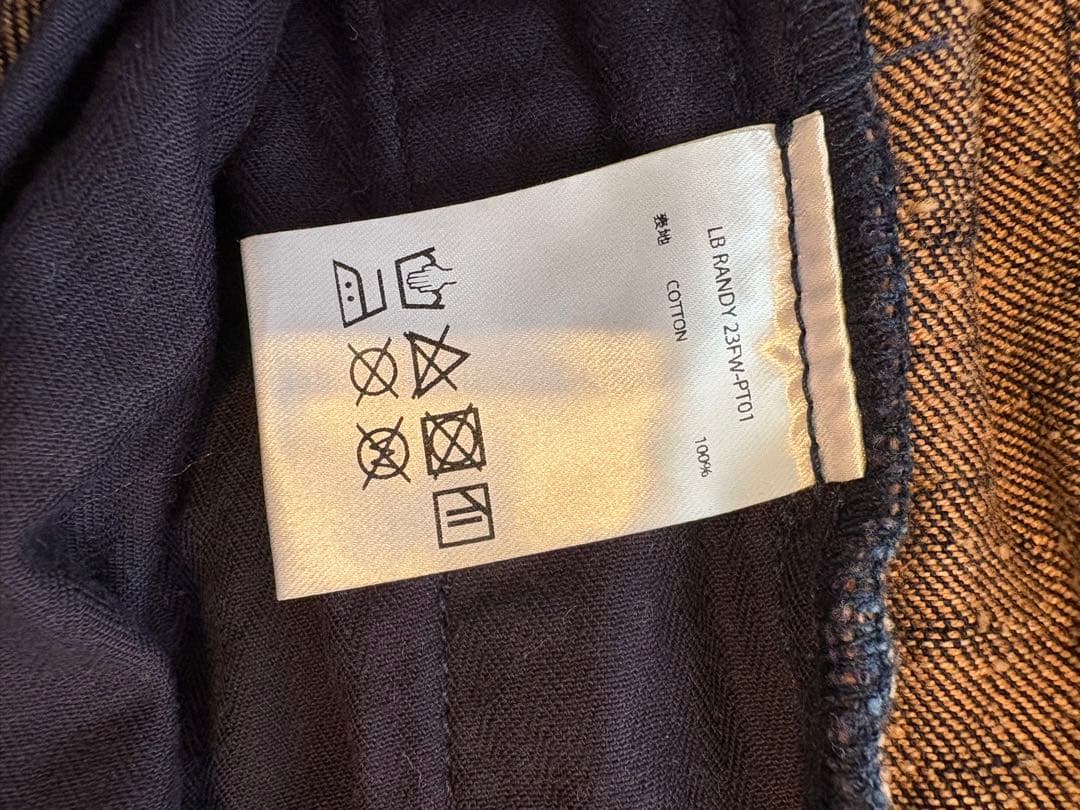 LB RANDY 23FW-PT01
表地 COTTON 100%